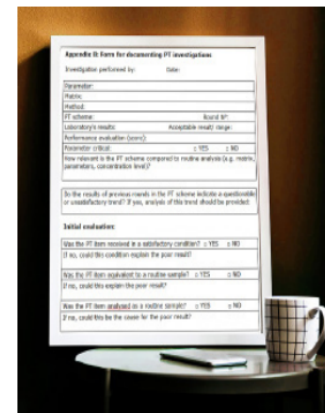 Appendix D: Form for documenting PT investigations
Investigation performed by: Date:
Parameter:
Matrix:
Method:
PT scheme: Round Nº:
Laboratory's results: Acceptable result/ range:
Performance evaluation (score):
Parameter critical: □ YES □ NO
How relevant is the PT scheme compared to routine analysis (e.g. matrix,
parameters, concentration level)?
Do the results of previous rounds in the PT scheme indicate a questionable
or unsatisfactory trend? If yes, analysis of this trend should be provided:
Initial evaluation:
Was the PT item received in a satisfactory condition? □ YES □ NO
If no, could this condition explain the poor result?
Was the PT item equivalent to a routine sample? □ YES □ NO
If no, could this explain the poor result?
Was the PT item analysed as a routine sample? □ YES □ NO
If no, could this be the cause for the poor result?